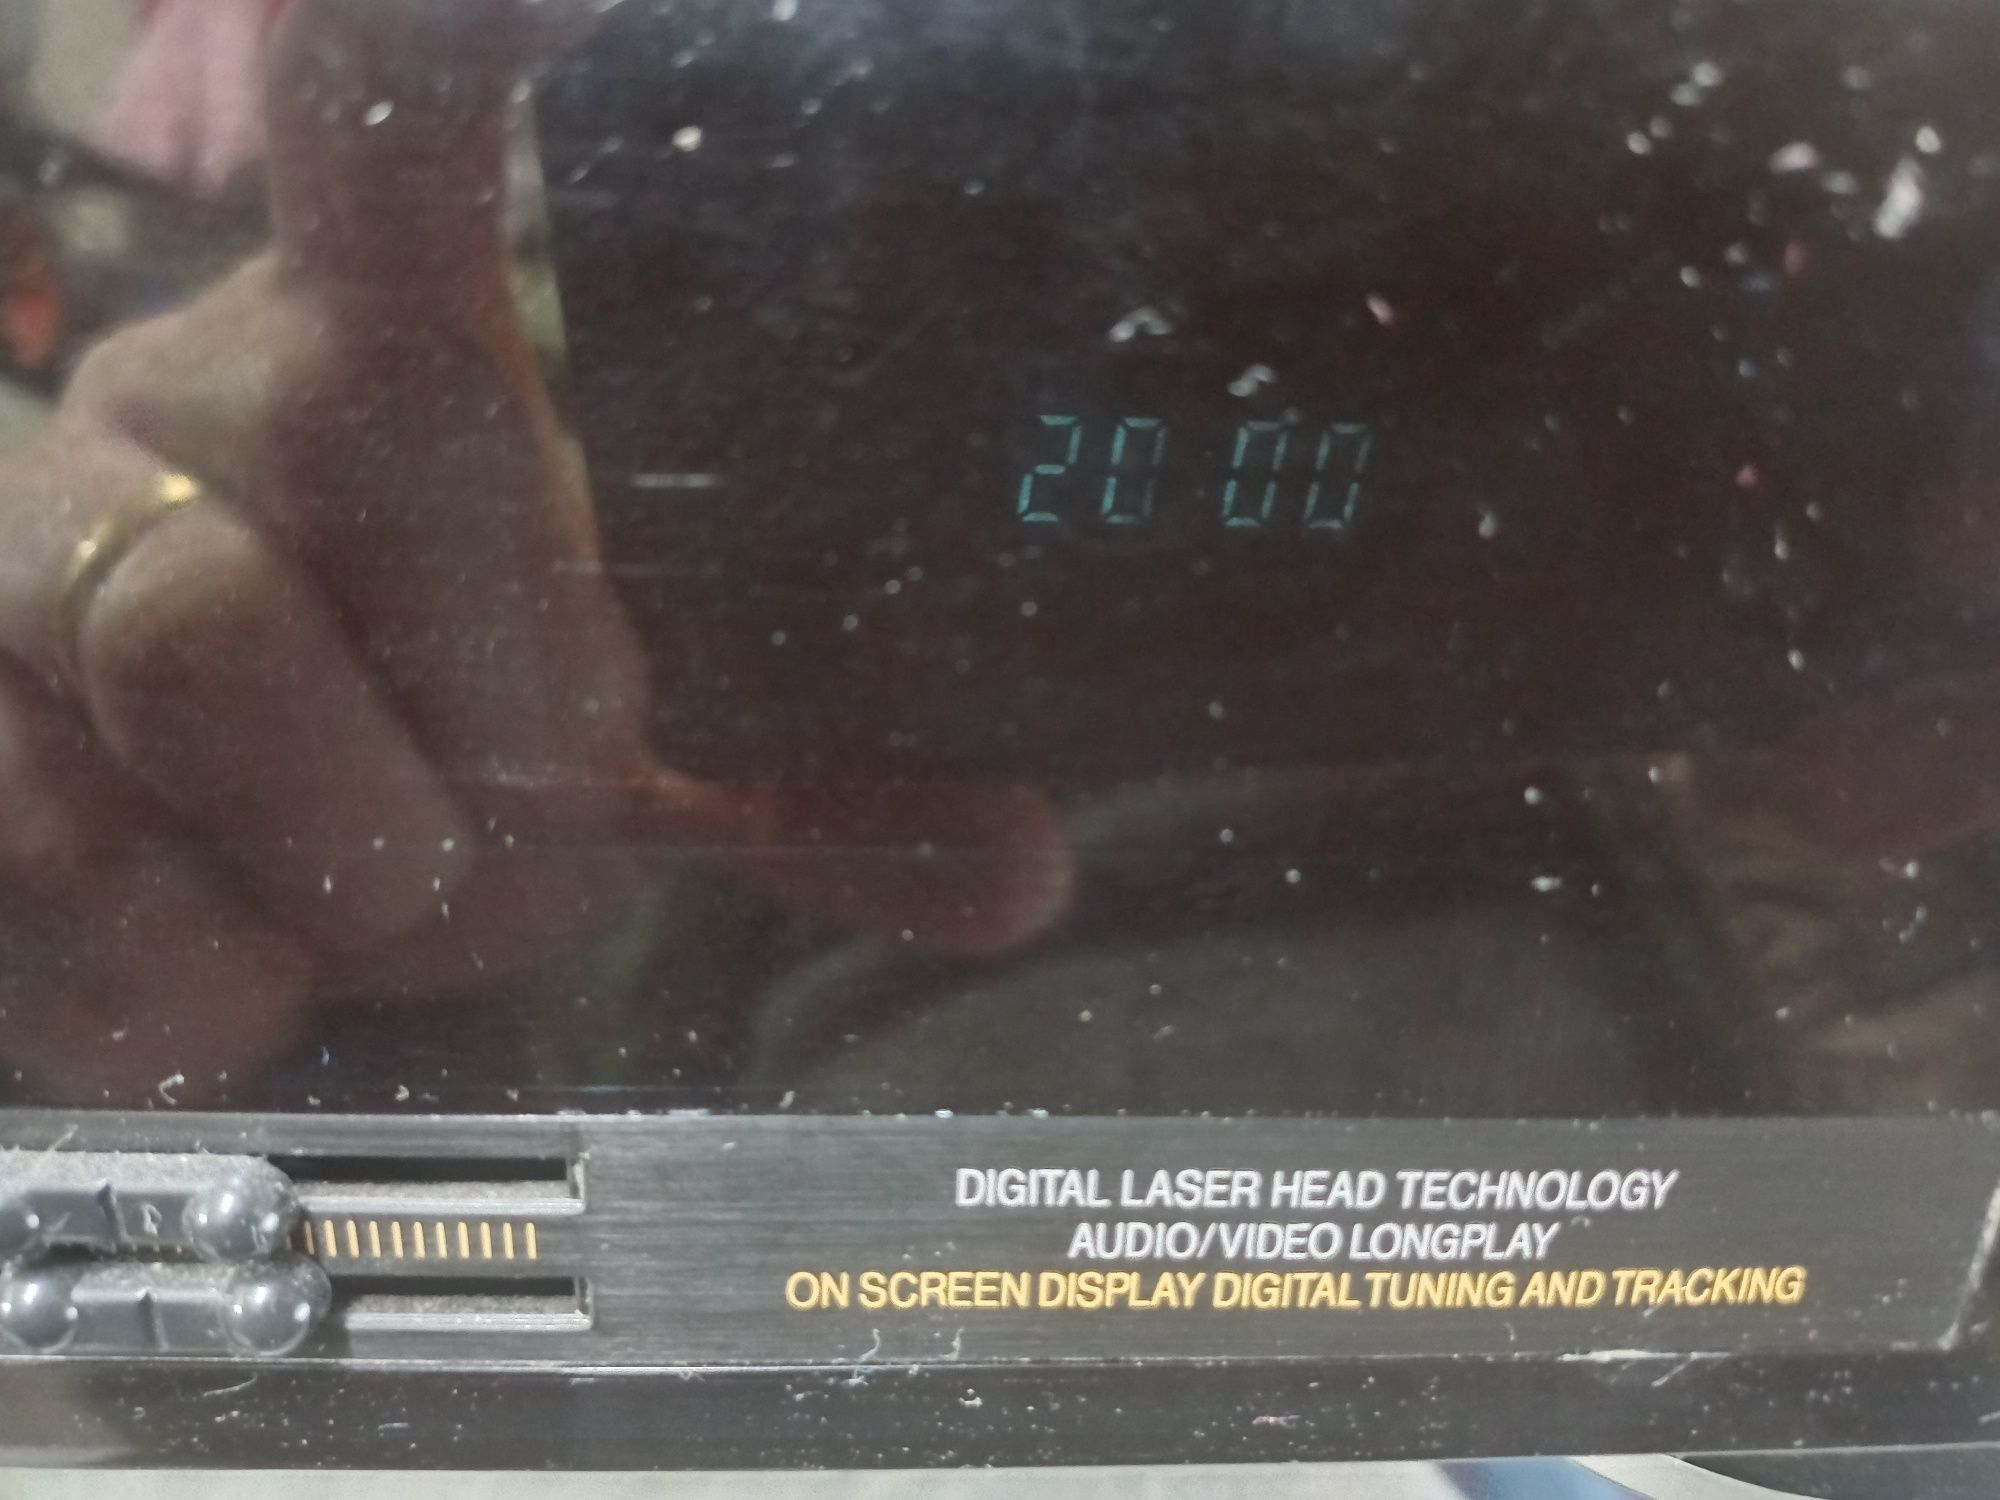 20 00
DIGITAL LASER HEAD TECHNOLOGY
AUDIO/VIDEO LONGPLAY
ON SCREEN DISPLAY DIGITAL TUNING AND TRACKING